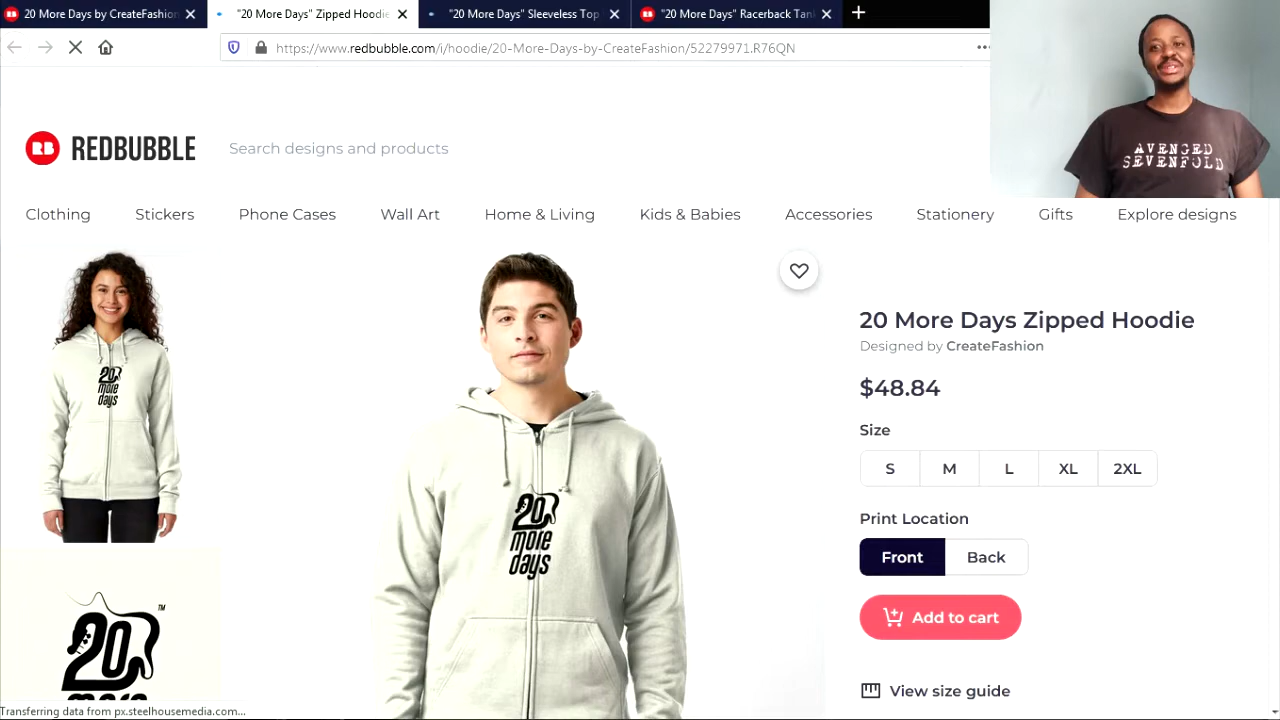 20 More Days by CreateFashion
"20 More Days" Zipped Hoodie
"20 More Days" Sleeveless Top
"20 More Days" Racerback Tank
https://www.redbubble.com/i/hoodie/20-More-Days-by-CreateFashion/52279971.R76QN
AVENGED
SEVENFOLD
RB REDBUBBLE
Search designs and products
Clothing Stickers Phone Cases Wall Art Home & Living Kids & Babies Accessories Stationery Gifts Explore designs
20
more
days
20
more
days
TM
20
more
20 More Days Zipped Hoodie
Designed by CreateFashion
$48.84
Size
S M L XL 2XL
Print Location
Front Back
Add to cart
View size guide
Transferring data from px.steelhousemedia.com...